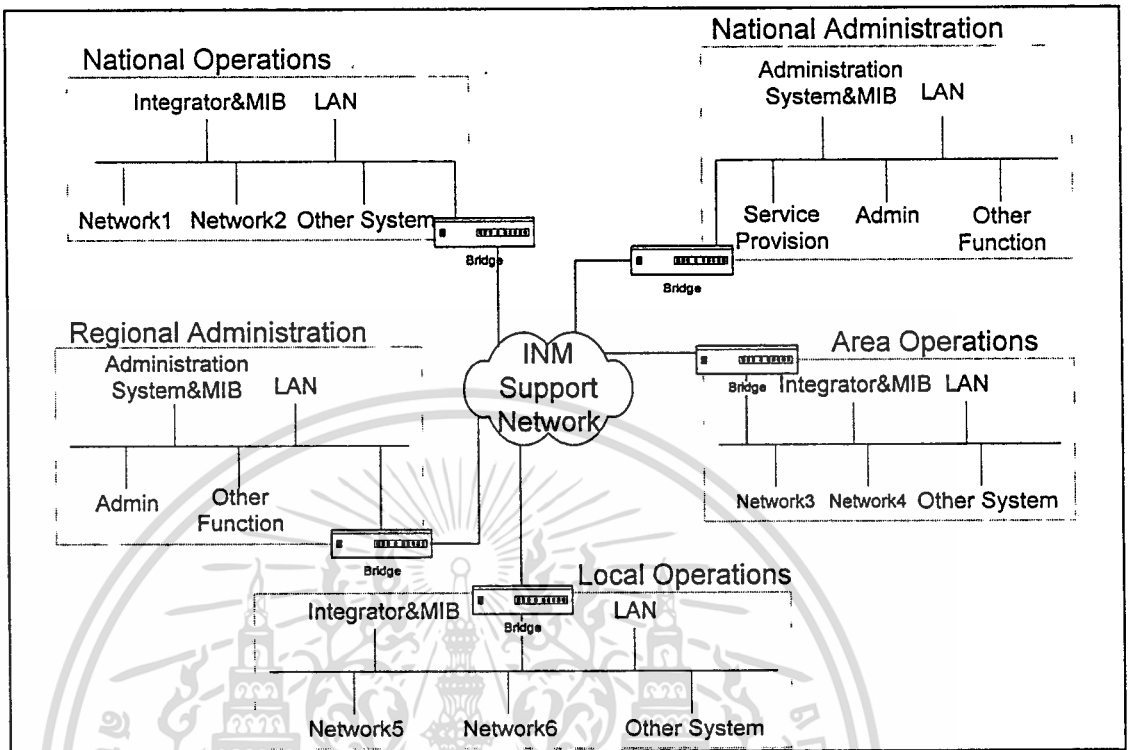 National Operations
Integrator&MIB LAN
Network1 Network2 Other System
Bridge
National Administration
Administration
System&MIB LAN
Service
Provision
Admin
Other
Function
Bridge
Regional Administration
Administration
System&MIB LAN
Admin
Other
Function
Bridge
INM
Support
Network
Area Operations
Bridge
Integrator&MIB LAN
Network3 Network4 Other System
Local Operations
Integrator&MIB
Bridge
LAN
Network5 Network6 Other System